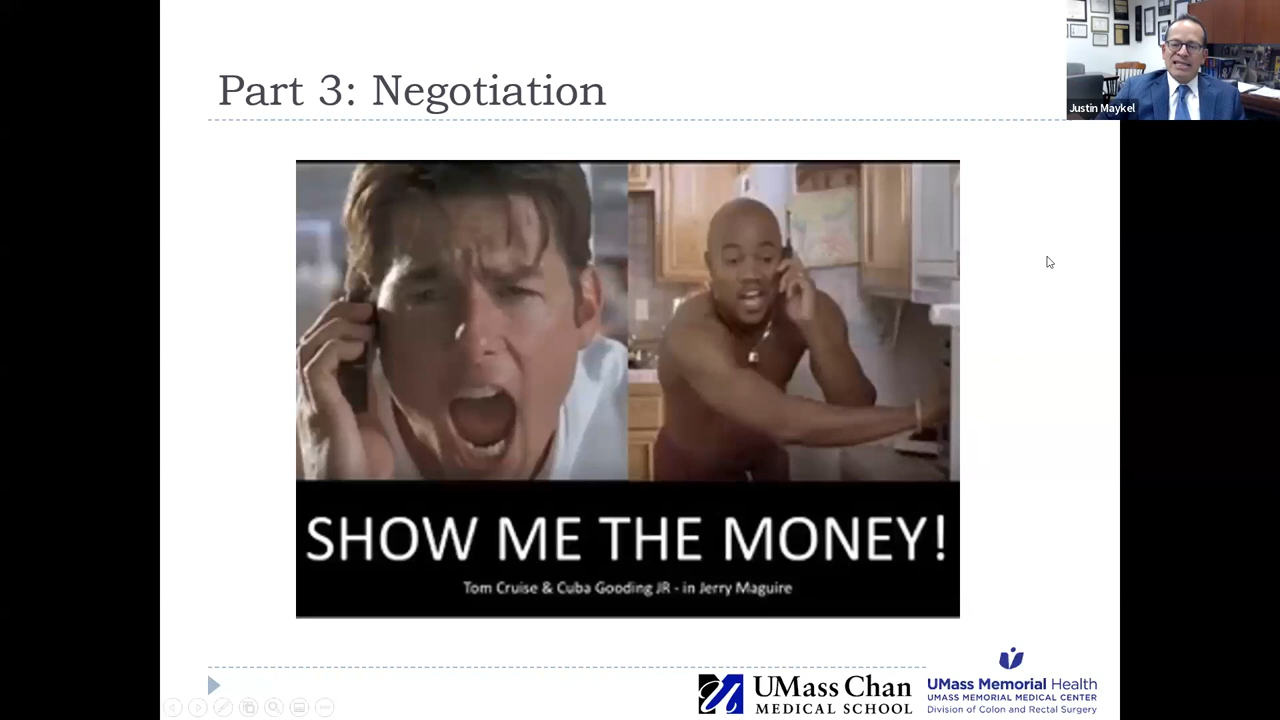 Part 3: Negotiation
Justin Maykel
SHOW ME THE MONEY!
Tom Cruise & Cuba Gooding JR - in Jerry Maguire
UMass Chan
MEDICAL SCHOOL
UMass Memorial Health
UMASS MEMORIAL MEDICAL CENTER
Division of Colon and Rectal Surgery